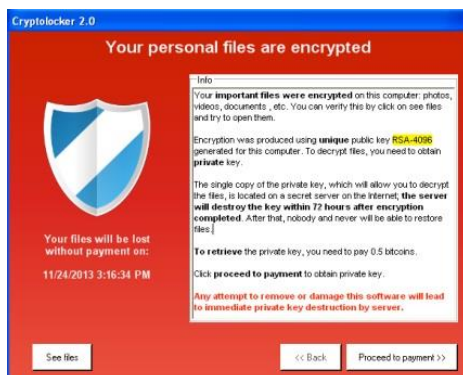 Cryptolocker 2.0
Your personal files are encrypted
Info
Your important files were encrypted on this computer: photos,
videos, documents , etc. You can verify this by click on see files
and try to open them.
Encryption was produced using unique public key RSA-4096
generated for this computer. To decrypt files, you need to obtain
private key.
The single copy of the private key, which will allow you to decrypt
the files, is located on a secret server on the Internet; the server
will destroy the key within 72 hours after encryption
completed. After that, nobody and never will be able to restore
files.
To retrieve the private key, you need to pay 0.5 bitcoins.
Click proceed to payment to obtain private key.
Any attempt to remove or damage this software will lead
to immediate private key destruction by server.
Your files will be lost
without payment on:
11/24/2013 3:16:34 PM
See files
<< Back
Proceed to payment >>